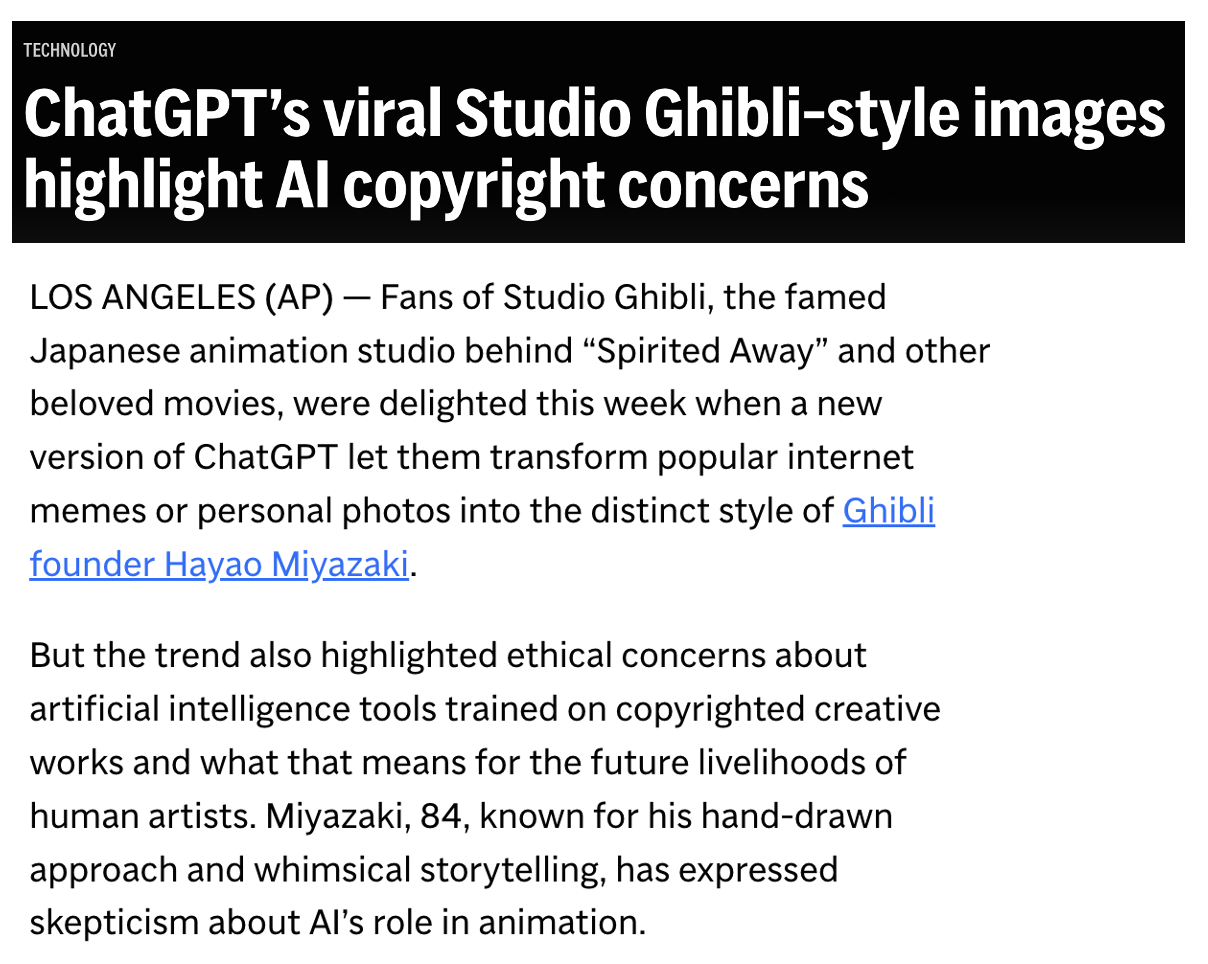 TECHNOLOGY
ChatGPT’s viral Studio Ghibli-style images
highlight AI copyright concerns
LOS ANGELES (AP) — Fans of Studio Ghibli, the famed
Japanese animation studio behind “Spirited Away” and other
beloved movies, were delighted this week when a new
version of ChatGPT let them transform popular internet
memes or personal photos into the distinct style of Ghibli
founder Hayao Miyazaki.
But the trend also highlighted ethical concerns about
artificial intelligence tools trained on copyrighted creative
works and what that means for the future livelihoods of
human artists. Miyazaki, 84, known for his hand-drawn
approach and whimsical storytelling, has expressed
skepticism about AI’s role in animation.